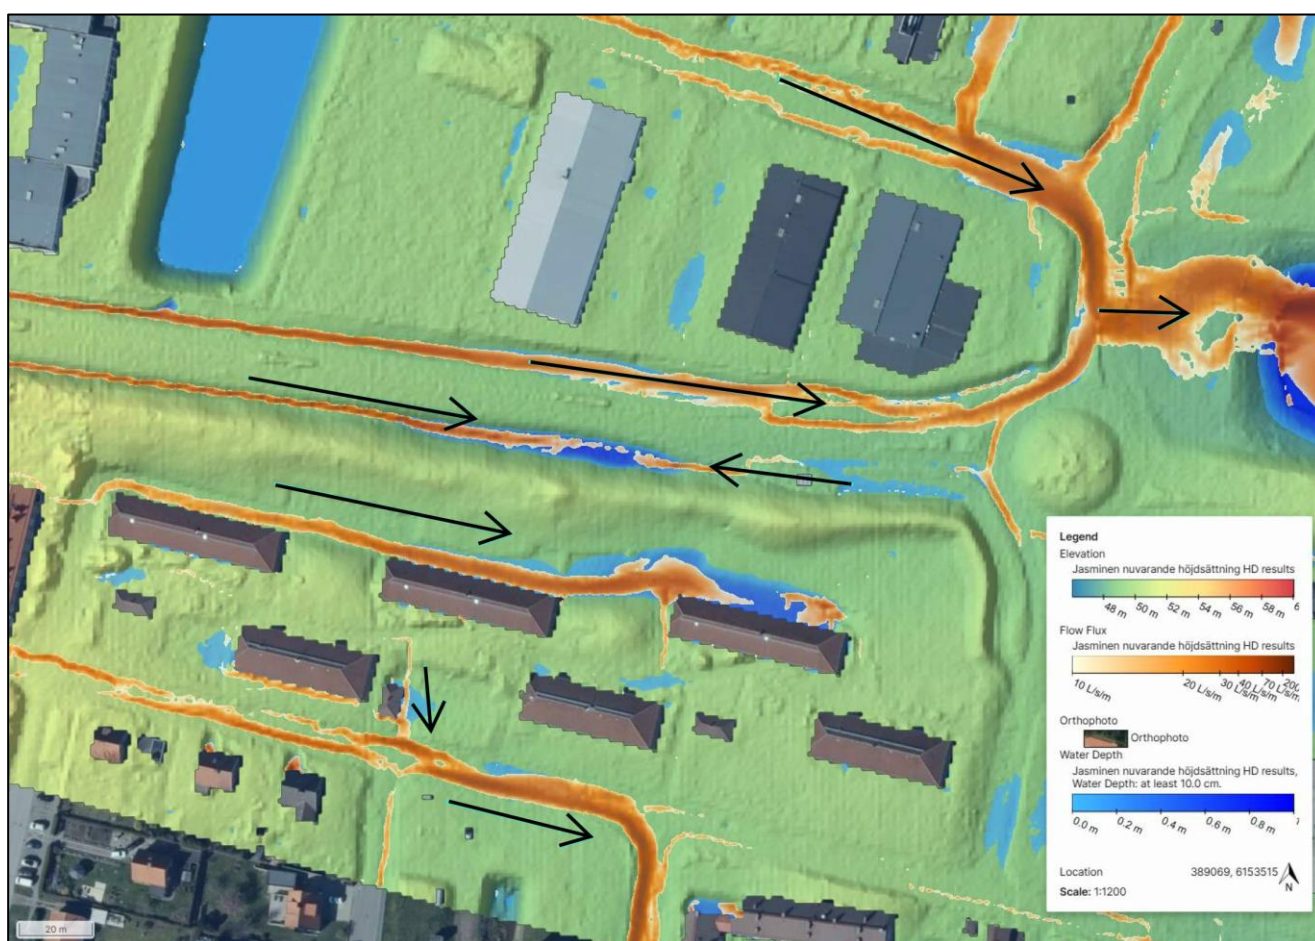 Legend
Elevation
Jasminen nuvarande höjdsättning HD results
48 m 50 m 52 m 54 m 56 m 58 m 6
Flow Flux
Jasminen nuvarande höjdsättning HD results
10 L/s/m 20 L/s/m 30 L/s/m 40 L/s/m 70 L/s/m 200
Orthophoto
Orthophoto
Water Depth
Jasminen nuvarande höjdsättning HD results,
Water Depth: at least 10.0 cm.
0.0 m 0.2 m 0.4 m 0.6 m 0.8 m
Location 389069, 6153515
N
Scale: 1:1200
20 m